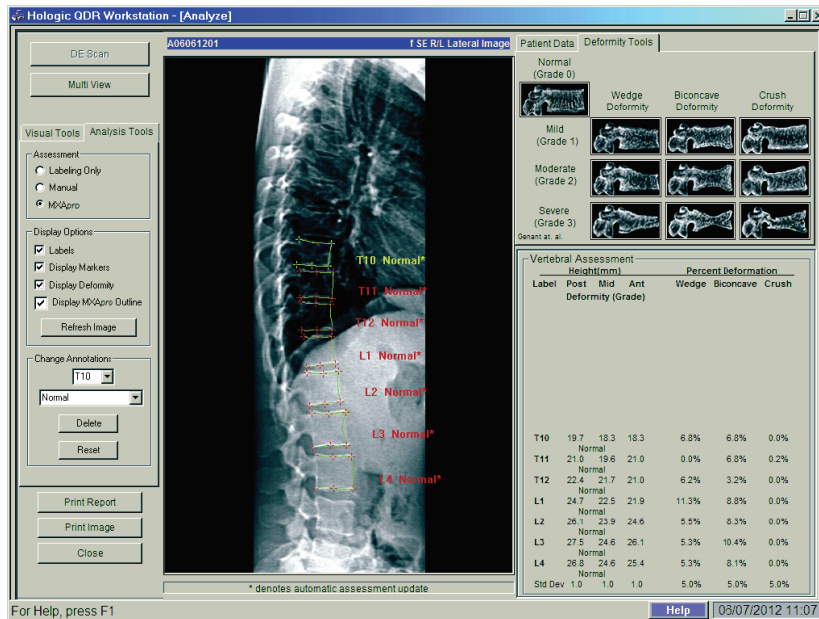 Hologic QDR Workstation - [Analyze]
DE Scan
Multi View
Visual Tools Analysis Tools
Assessment
Labeling Only
Manual
MXApro
Display Options
Labels
Display Markers
Display Deformity
Display MXApro Outline
Refresh Image
Change Annotations
T10
Normal
Delete
Reset
Print Report
Print Image
Close
A06061201 f SE R/L Lateral Image
T10 Normal*
T11 Normal*
T12 Normal*
L1 Normal*
L2 Normal*
L3 Normal*
L4 Normal*
* denotes automatic assessment update
Patient Data Deformity Tools
Normal
(Grade 0)
Wedge Deformity
Biconcave Deformity
Crush Deformity
Mild
(Grade 1)
Moderate
(Grade 2)
Severe
(Grade 3)
Genant at. al.
Vertebral Assessment
Height(mm) Percent Deformation
Label Post Mid Ant Wedge Biconcave Crush
Deformity (Grade)
T10 19.7 18.3 18.3 6.8% 6.8% 0.0%
Normal
T11 21.0 19.6 21.0 0.0% 6.8% 0.2%
Normal
T12 22.4 21.7 21.0 6.2% 3.2% 0.0%
Normal
L1 24.7 22.5 21.9 11.3% 8.8% 0.0%
Normal
L2 26.1 23.9 24.6 5.5% 8.3% 0.0%
Normal
L3 27.5 24.6 26.1 5.3% 10.4% 0.0%
Normal
L4 26.8 24.6 25.4 5.3% 8.1% 0.0%
Normal
Std Dev 1.0 1.0 1.0 5.0% 5.0% 5.0%
For Help, press F1
Help
06/07/2012 11:07